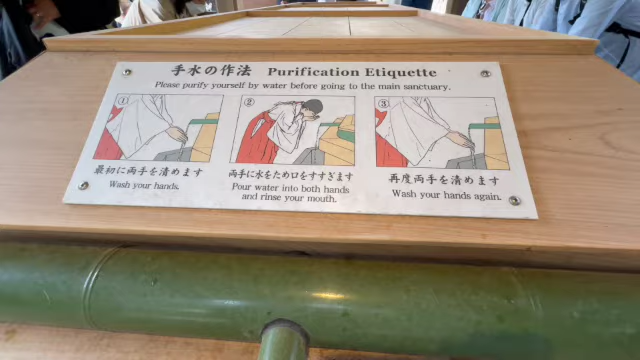 手水の作法 Purification Etiquette
Please purify yourself by water before going to the main sanctuary.
①
最初に両手を清めます
Wash your hands.
②
両手に水をため口をすすぎます
Pour water into both hands
and rinse your mouth.
③
再度両手を清めます
Wash your hands again.